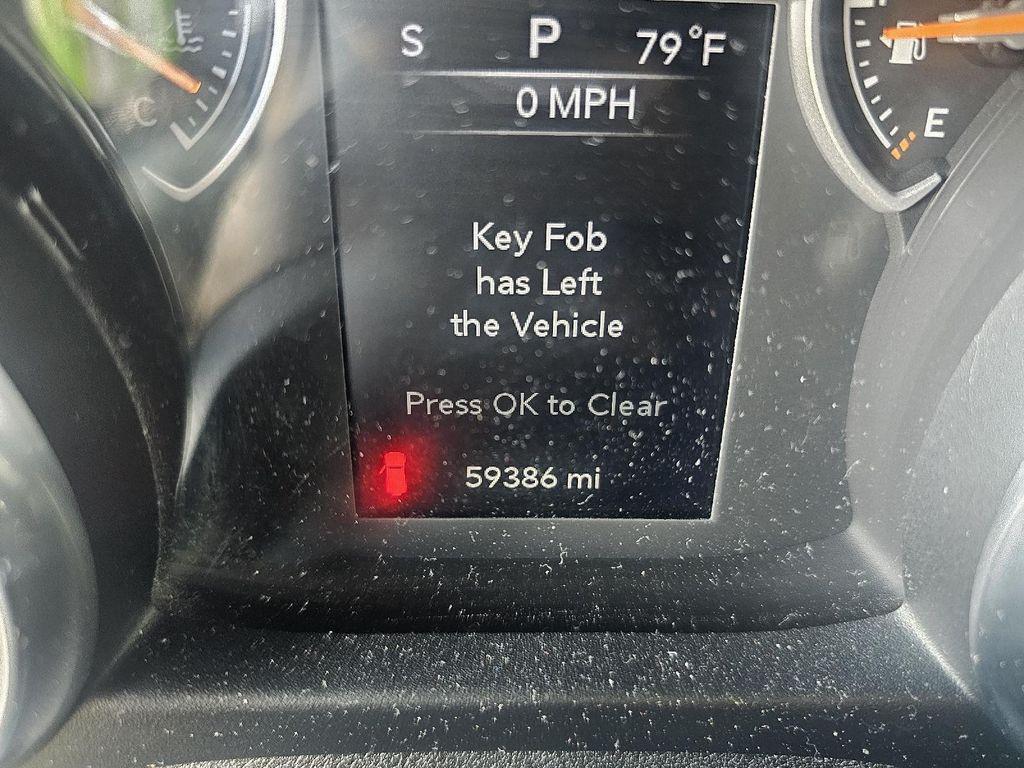 S P 79°F
0 MPH
C
E
Key Fob
has Left
the Vehicle
Press OK to Clear
59386 mi